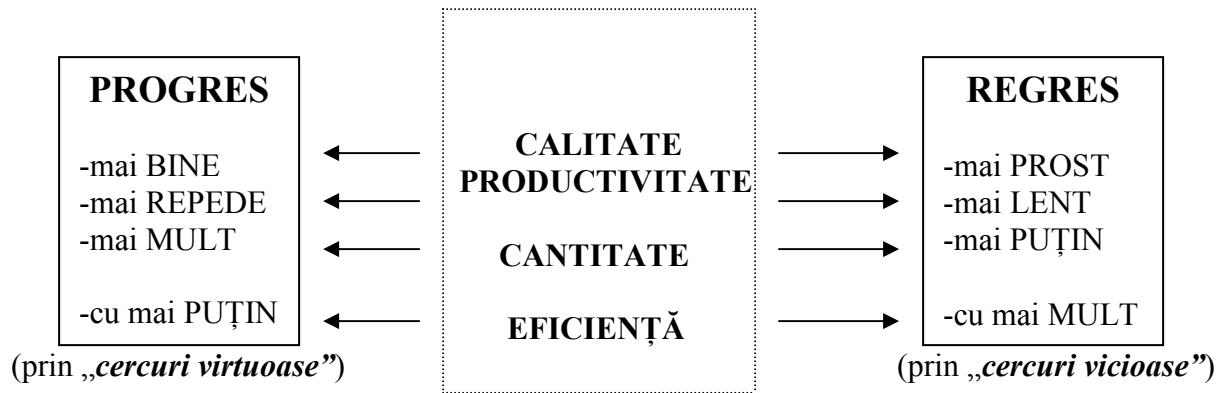 PROGRES
-mai BINE
-mai REPEDE
-mai MULT
-cu mai PUȚIN
(prin „cercuri virtuoase”)
CALITATE
PRODUCTIVITATE
CANTITATE
EFICIENȚĂ
REGRES
-mai PROST
-mai LENT
-mai PUȚIN
-cu mai MULT
(prin „cercuri vicioase”)